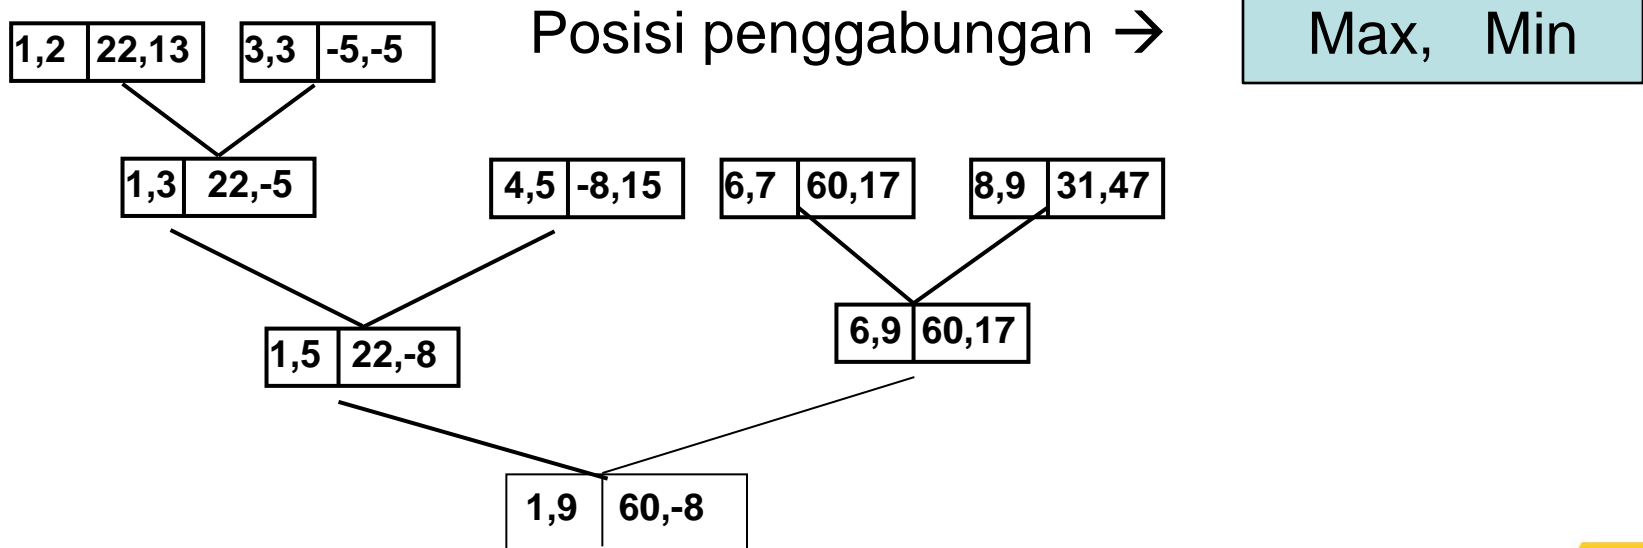 Posisi penggabungan → Max, Min
1,2 22,13 3,3 -5,-5
1,3 22,-5 4,5 -8,15 6,7 60,17 8,9 31,47
1,5 22,-8 6,9 60,17
1,9 60,-8